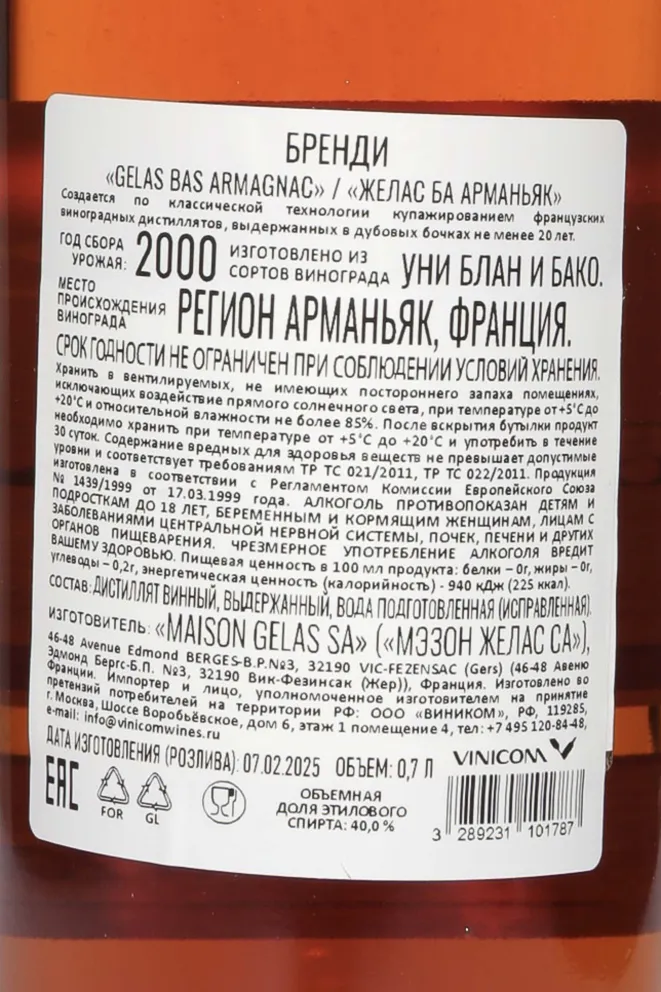 БРЕНДИ
«GELAS BAS ARMAGNAC» / «ЖЕЛАС БА АРМАНЬЯК»
Создается по классической технологии купажированием французских
виноградных дистиллятов, выдержанных в дубовых бочках не менее 20 лет.
ГОД СБОРА
УРОЖАЯ: 2000 ИЗГОТОВЛЕНО ИЗ
СОРТОВ ВИНОГРАДА УНИ БЛАН И БАКО.
МЕСТО
ПРОИСХОЖДЕНИЯ
ВИНОГРАДА РЕГИОН АРМАНЬЯК, ФРАНЦИЯ.
СРОК ГОДНОСТИ НЕ ОГРАНИЧЕН ПРИ СОБЛЮДЕНИИ УСЛОВИЙ ХРАНЕНИЯ.
Хранить в вентилируемых, не имеющих постороннего запаха помещениях,
исключающих воздействие прямого солнечного света, при температуре от +5˚С до
+20˚С и относительной влажности не более 85%. После вскрытия бутылки продукт
необходимо хранить при температуре от +5˚С до +20˚С и употребить в течение
30 суток. Содержание вредных для здоровья веществ не превышает допустимые
уровни и соответствует требованиям ТР ТС 021/2011, ТР ТС 022/2011. Продукция
изготовлена в соответствии с Регламентом Комиссии Европейского Союза
№ 1439/1999 от 17.03.1999 года. АЛКОГОЛЬ ПРОТИВОПОКАЗАН ДЕТЯМ И
ПОДРОСТКАМ ДО 18 ЛЕТ, БЕРЕМЕННЫМ И КОРМЯЩИМ ЖЕНЩИНАМ, ЛИЦАМ С
ЗАБОЛЕВАНИЯМИ ЦЕНТРАЛЬНОЙ НЕРВНОЙ СИСТЕМЫ, ПОЧЕК, ПЕЧЕНИ И ДРУГИХ
ОРГАНОВ ПИЩЕВАРЕНИЯ. ЧРЕЗМЕРНОЕ УПОТРЕБЛЕНИЕ АЛКОГОЛЯ ВРЕДИТ
ВАШЕМУ ЗДОРОВЬЮ. Пищевая ценность в 100 мл продукта: белки – 0г, жиры – 0г,
углеводы – 0,2г, энергетическая ценность (калорийность) - 940 кДж (225 ккал).
СОСТАВ: ДИСТИЛЛЯТ ВИННЫЙ, ВЫДЕРЖАННЫЙ, ВОДА ПОДГОТОВЛЕННАЯ (ИСПРАВЛЕННАЯ).
ИЗГОТОВИТЕЛЬ: «MAISON GELAS SA» («МЭЗОН ЖЕЛАС СА»),
46-48 Avenue Edmond BERGES-B.P.№3, 32190 VIC-FEZENSAC (Gers) (46-48 Авеню
Эдмонд Бергс-Б.П. №3, 32190 Вик-Фезинсак (Жер)), Франция. Изготовлено во
Франции. Импортер и лицо, уполномоченное изготовителем на принятие
претензий потребителей на территории РФ: ООО «ВИНИКОМ», РФ, 119285,
г. Москва, Шоссе Воробьёвское, дом 6, этаж 1 помещение 4, тел: +7 495 120-84-48,
e-mail: info@vinicomwines.ru
ДАТА ИЗГОТОВЛЕНИЯ (РОЗЛИВА): 07.02.2025 ОБЪЕМ: 0,7 Л
VINICOM
EAC
FOR
GL
ОБЪЕМНАЯ
ДОЛЯ ЭТИЛОВОГО
СПИРТА: 40,0 %
3 289231 101787